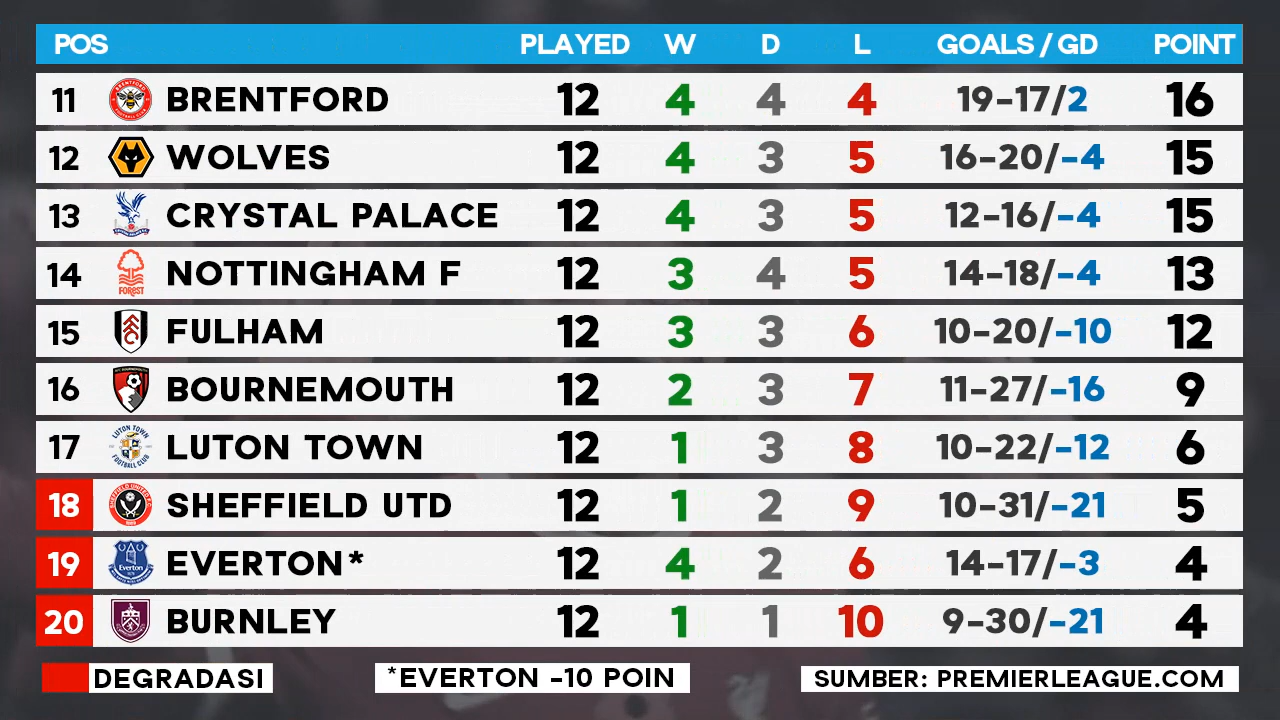 POS PLAYED W D L GOALS / GD POINT
11 BRENTFORD 12 4 4 4 19-17/2 16
12 WOLVES 12 4 3 5 16-20/-4 15
13 CRYSTAL PALACE 12 4 3 5 12-16/-4 15
14 FOREST NOTTINGHAM F 12 3 4 5 14-18/-4 13
15 FULHAM 12 3 3 6 10-20/-10 12
16 BOURNEMOUTH 12 2 3 7 11-27/-16 9
17 LUTON TOWN FOOTBALL CLUB LUTON TOWN 12 1 3 8 10-22/-12 6
18 SHEFFIELD UTD 12 1 2 9 10-31/-21 5
19 Everton EVERTON* 12 4 2 6 14-17/-3 4
20 BURNLEY 12 1 1 10 9-30/-21 4
DEGRADASI *EVERTON -10 POIN SUMBER: PREMIERLEAGUE.COM